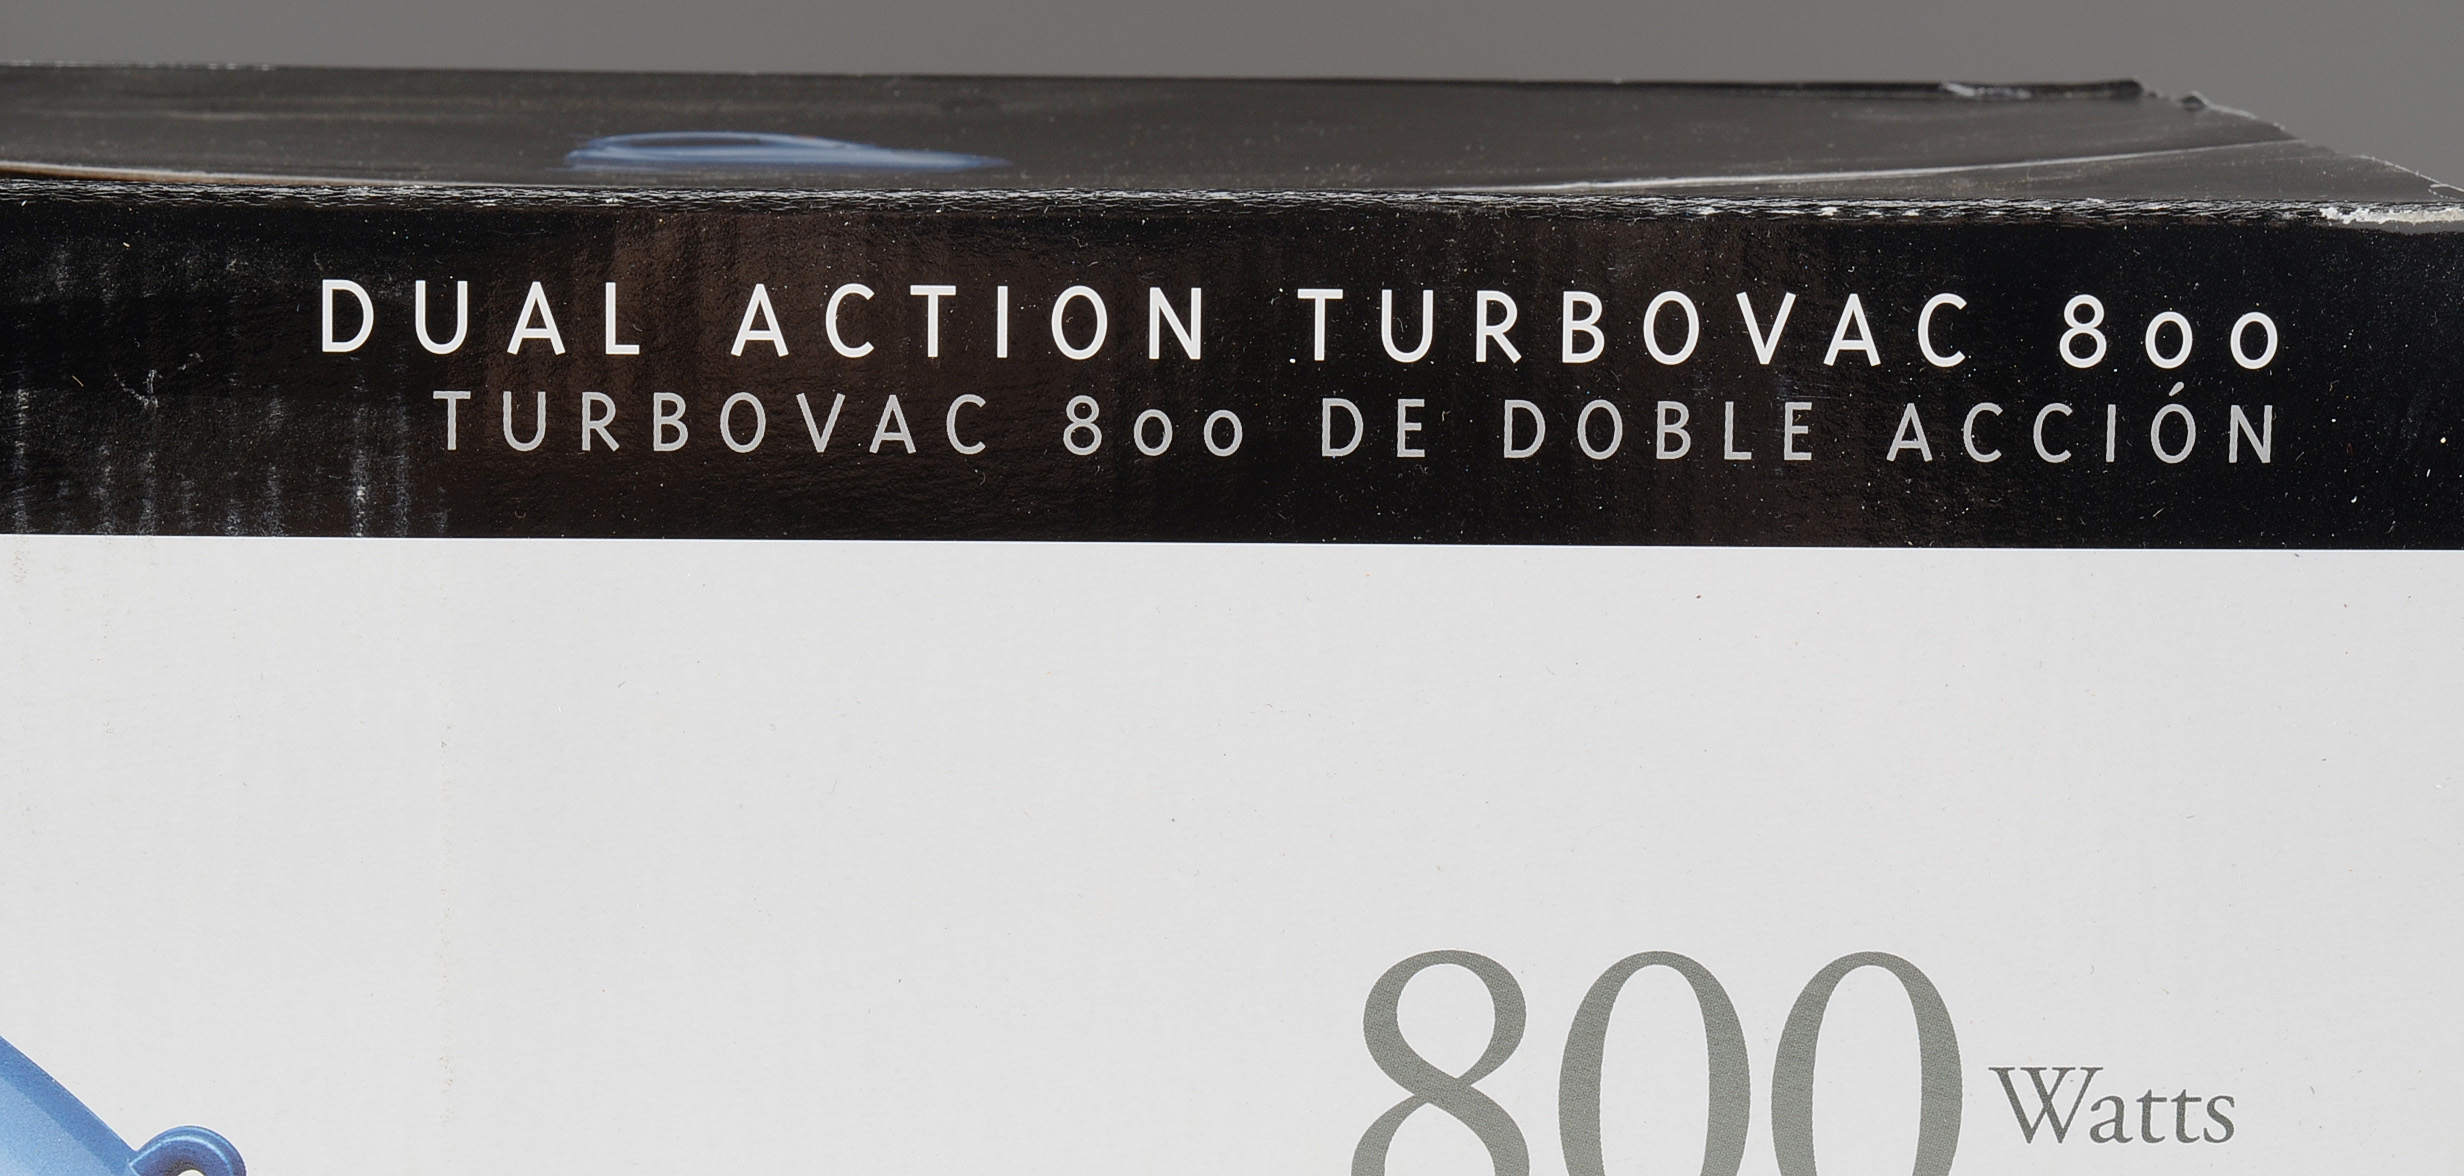 DUAL ACTION TURBOVAC 800
TURBOVAC 800 DE DOBLE ACCIÓN
800 Watts